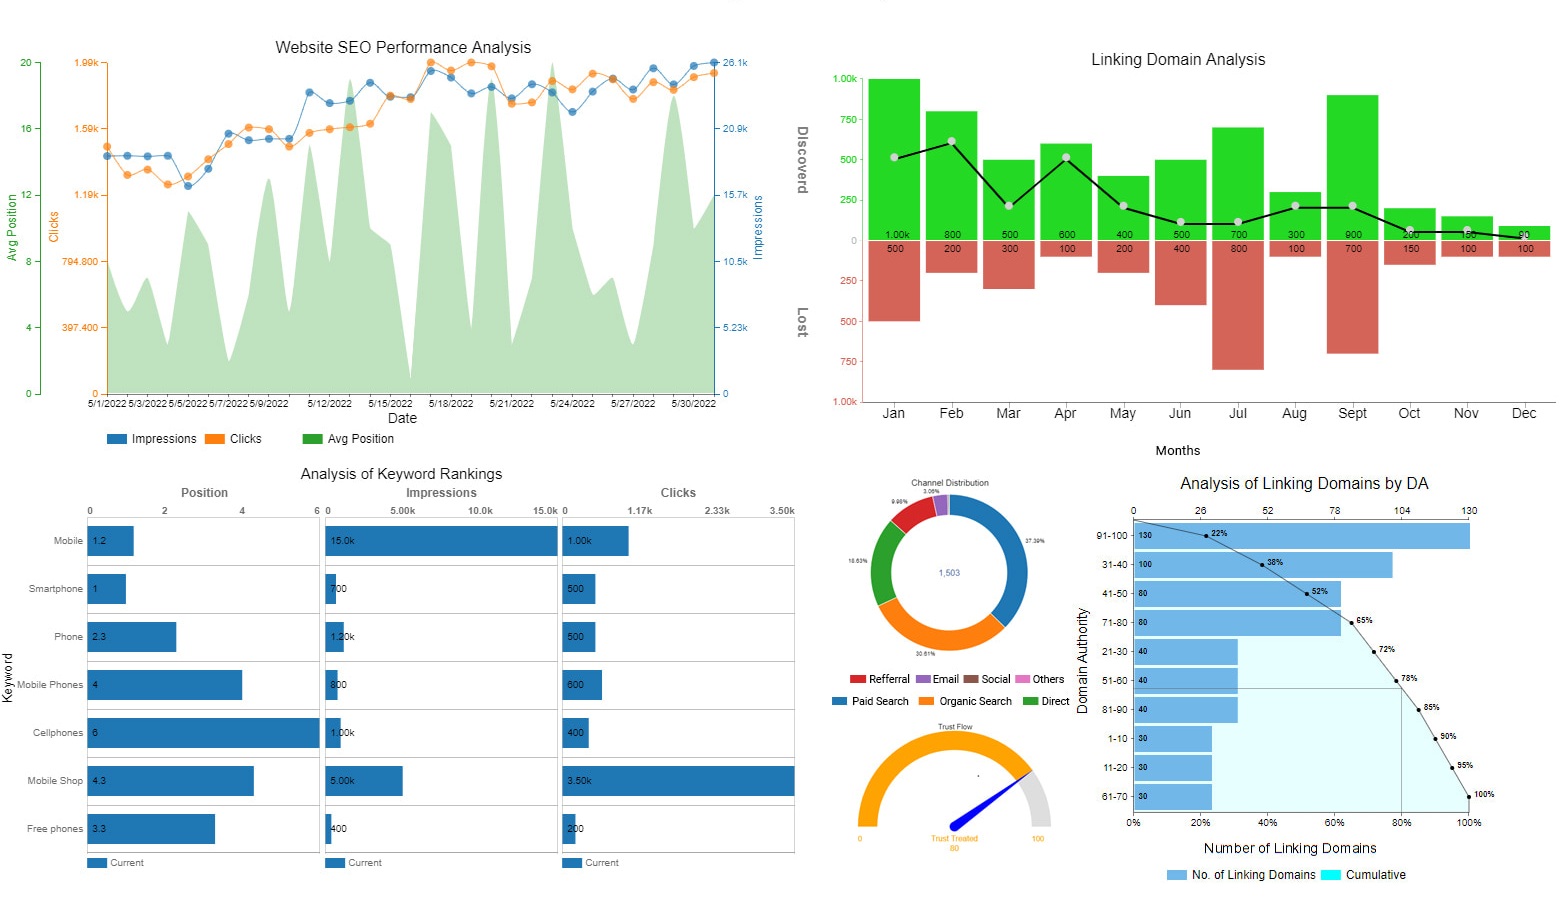 Website SEO Performance Analysis
20
16
12
8
4
0
Avg Position
1.99k
1.59k
1.19k
794.800
397.400
0
Clicks
26.1k
20.9k
15.7k
10.5k
5.23k
0
Impressions
5/1/2022 5/3/2022 5/5/2022 5/7/2022 5/9/2022 5/12/2022 5/15/2022 5/18/2022 5/21/2022 5/24/2022 5/27/2022 5/30/2022
Date
Impressions Clicks Avg Position
Linking Domain Analysis
Discoverd
Lost
1.00k
750
500
250
0
250
500
750
1.00k
1.00k 800 500 600 400 500 700 300 900 200 150 90
500 200 300 100 200 400 800 100 700 150 100 100
Jan Feb Mar Apr May Jun Jul Aug Sept Oct Nov Dec
Months
Analysis of Keyword Rankings
Position Impressions Clicks
0 2 4 6 0 5.00k 10.0k 15.0k 0 1.17k 2.33k 3.50k
Keyword
Mobile 1.2 15.0k 1.00k
Smartphone 1 700 500
Phone 2.3 1.20k 500
Mobile Phones 4 800 600
Cellphones 6 1.00k 400
Mobile Shop 4.3 5.00k 3.50k
Free phones 3.3 400 200
Current Current Current
Channel Distribution
3.06%
9.98%
37.39%
18.63%
1,503
30.61%
Refferral Email Social Others
Paid Search Organic Search Direct
Trust Flow
0 Trust Treated 100
80
Analysis of Linking Domains by DA
0 26 52 78 104 130
Domain Authority
91-100 130 22%
31-40 100 38%
41-50 80 52%
71-80 80 65%
21-30 40 72%
51-60 40 78%
81-90 40 85%
1-10 30 90%
11-20 30 95%
61-70 30 100%
0% 20% 40% 60% 80% 100%
Number of Linking Domains
No. of Linking Domains Cumulative